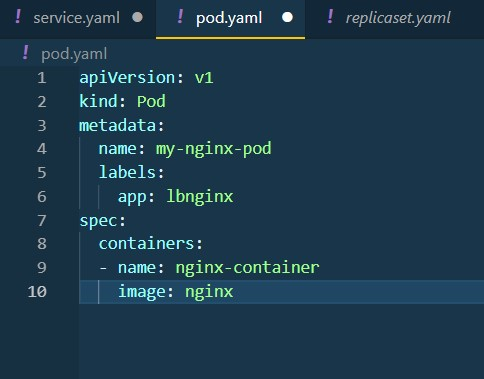 ! service.yaml ● ! pod.yaml ● ! replicaset.yaml
! pod.yaml
1 apiVersion: v1
2 kind: Pod
3 metadata:
4   name: my-nginx-pod
5   labels:
6     app: lbnginx
7 spec:
8   containers:
9   - name: nginx-container
10     image: nginx